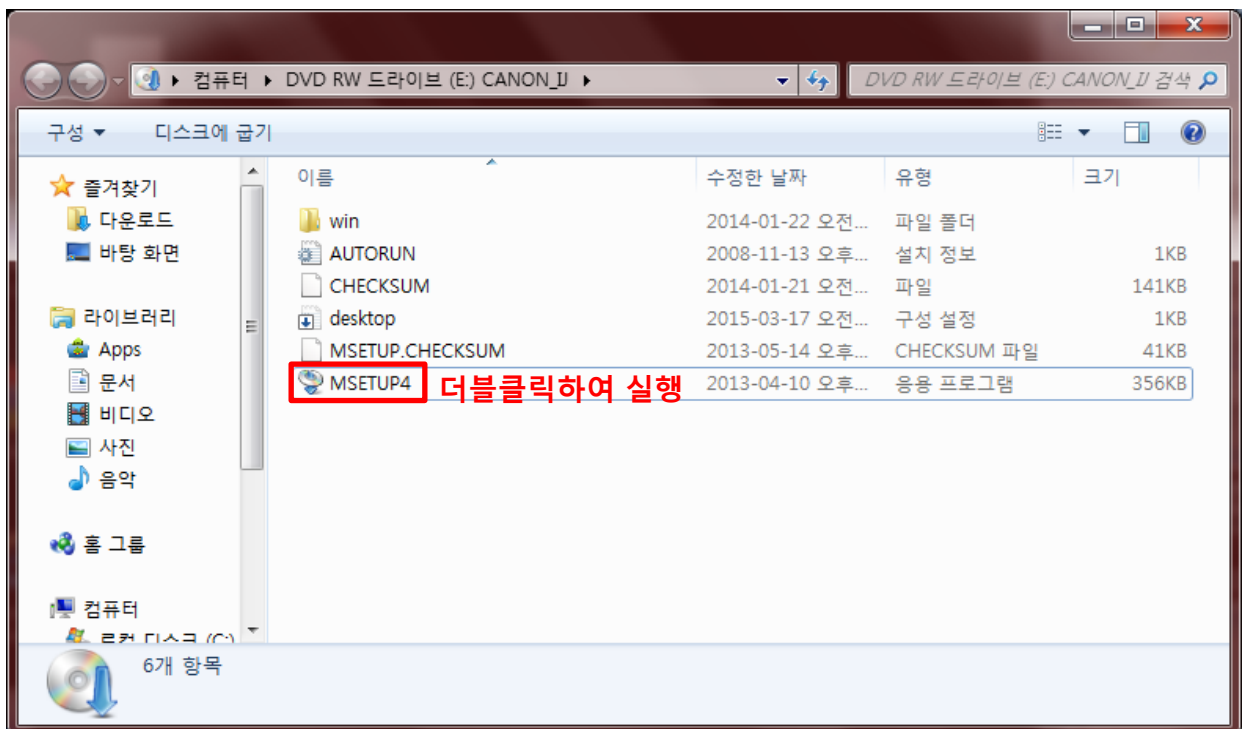 컴퓨터 ▸ DVD RW 드라이브 (E:) CANON_IJ ▸
DVD RW 드라이브 (E:) CANON_IJ 검색
구성 디스크에 굽기
즐겨찾기
다운로드
바탕 화면
라이브러리
Apps
문서
비디오
사진
음악
홈 그룹
컴퓨터
로컬 디스크 (C:)
이름 수정한 날짜 유형 크기
win 2014-01-22 오전... 파일 폴더
AUTORUN 2008-11-13 오후... 설치 정보 1KB
CHECKSUM 2014-01-21 오전... 파일 141KB
desktop 2015-03-17 오전... 구성 설정 1KB
MSETUP.CHECKSUM 2013-05-14 오후... CHECKSUM 파일 41KB
MSETUP4 더블클릭하여 실행 2013-04-10 오후... 응용 프로그램 356KB
6개 항목